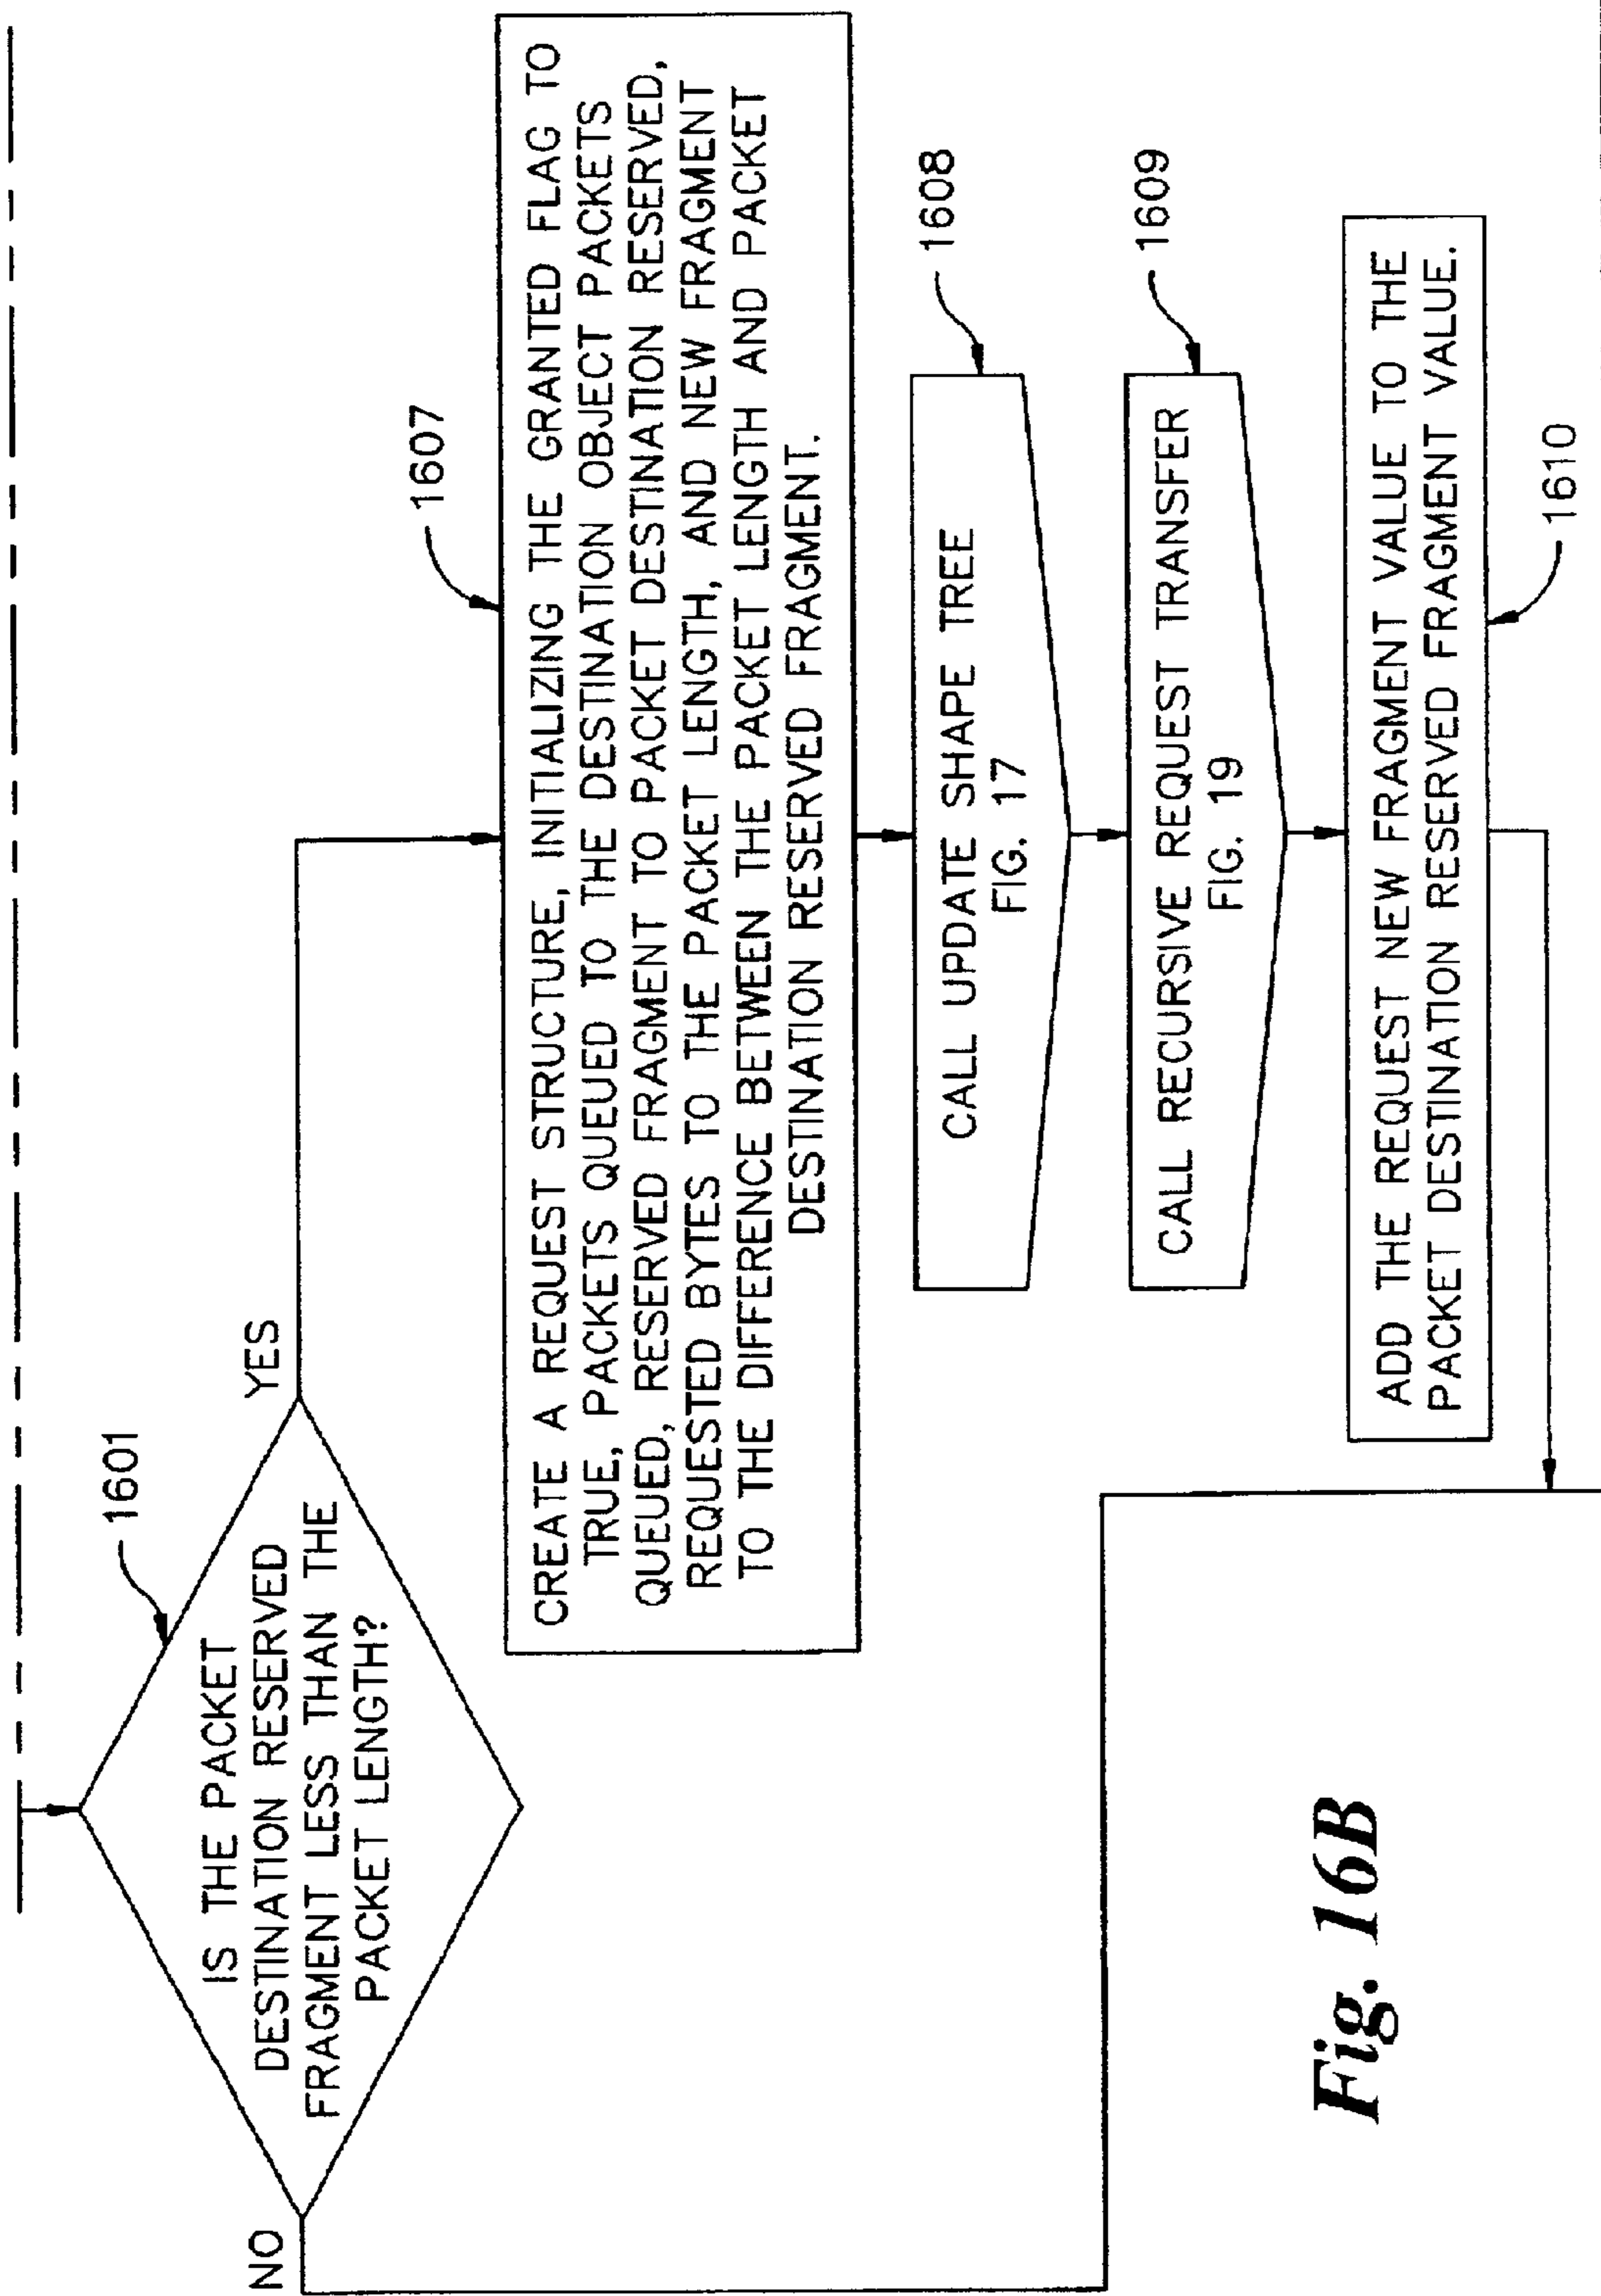 1601
NO
YES
IS THE PACKET
DESTINATION RESERVED
FRAGMENT LESS THAN THE
PACKET LENGTH?
1607
CREATE A REQUEST STRUCTURE, INITIALIZING THE GRANTED FLAG TO
TRUE, PACKETS QUEUED TO THE DESTINATION OBJECT PACKETS
QUEUED, RESERVED FRAGMENT TO PACKET DESTINATION RESERVED,
REQUESTED BYTES TO THE PACKET LENGTH, AND NEW FRAGMENT
TO THE DIFFERENCE BETWEEN THE PACKET LENGTH AND PACKET
DESTINATION RESERVED FRAGMENT.
1608
CALL UPDATE SHAPE TREE
FIG. 17
1609
CALL RECURSIVE REQUEST TRANSFER
FIG. 19
ADD THE REQUEST NEW FRAGMENT VALUE TO THE
PACKET DESTINATION RESERVED FRAGMENT VALUE.
1610
Fig. 16B